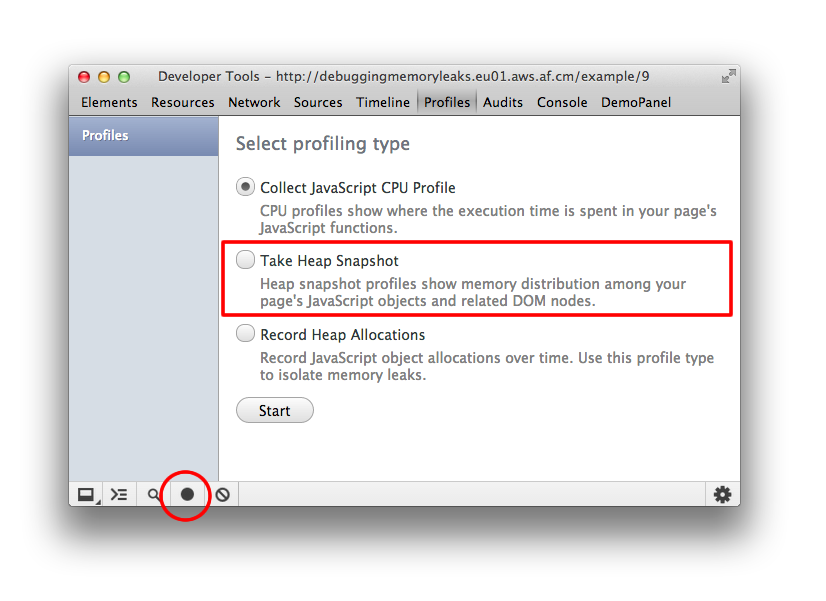 Developer Tools - http://debuggingmemoryleaks.eu01.aws.af.cm/example/9
Elements Resources Network Sources Timeline Profiles Audits Console DemoPanel
Profiles
Select profiling type
Collect JavaScript CPU Profile
CPU profiles show where the execution time is spent in your page's
JavaScript functions.
Take Heap Snapshot
Heap snapshot profiles show memory distribution among your
page's JavaScript objects and related DOM nodes.
Record Heap Allocations
Record JavaScript object allocations over time. Use this profile type
to isolate memory leaks.
Start